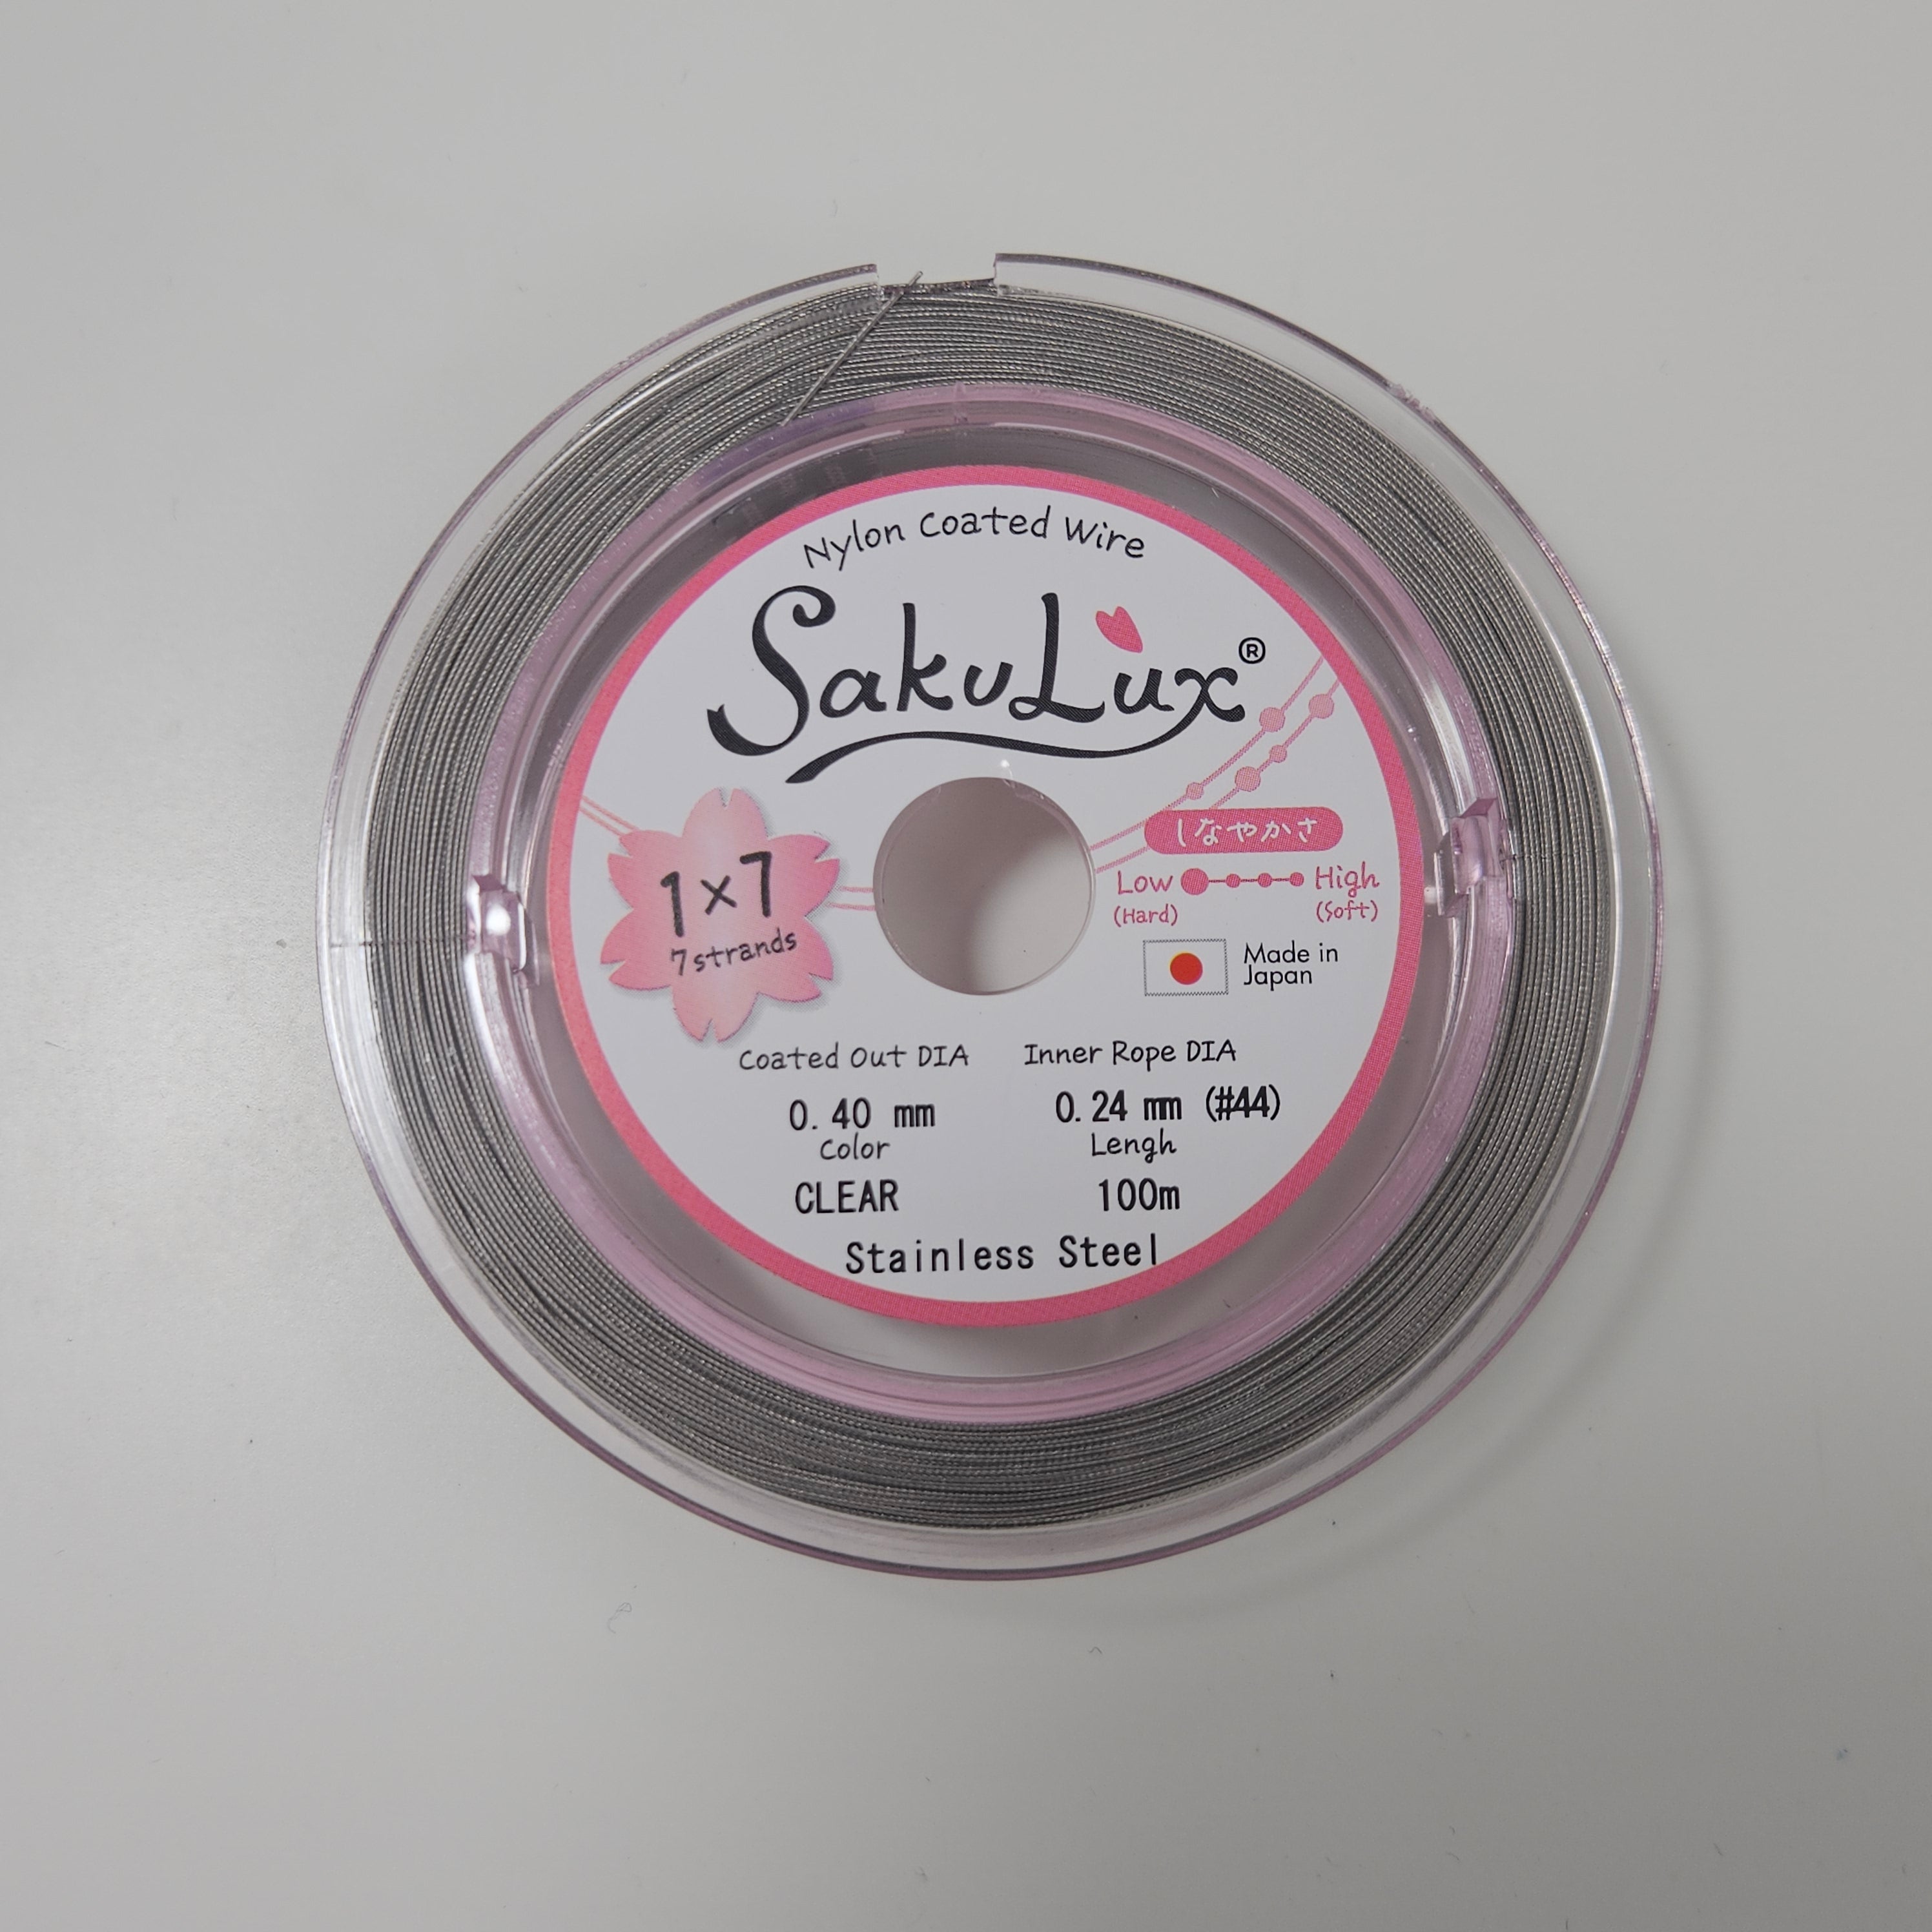 Nylon Coated Wire
SakuLux®
1×7
7strands
しなやかさ
Low High
(Hard) (Soft)
Made in
Japan
Coated Out DIA Inner Rope DIA
0.40 mm 0.24 mm (#44)
Color Lengh
CLEAR 100m
Stainless Steel